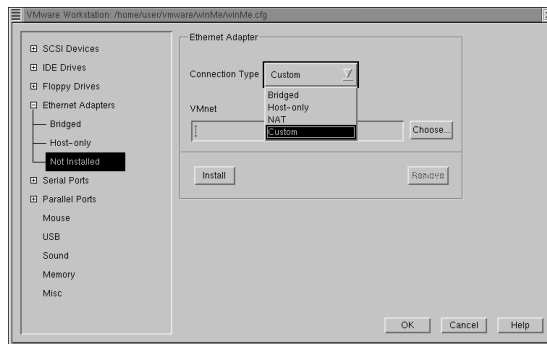 VMware Workstation: /home/user/vmware/winMe/winMe.cfg
SCSI Devices
IDE Drives
Floppy Drives
Ethernet Adapters
Bridged
Host-only
Not Installed
Serial Ports
Parallel Ports
Mouse
USB
Sound
Memory
Misc
Ethernet Adapter
Connection Type Custom
Bridged
Host-only
NAT
Custom
VMnet
Choose...
Install Remove
OK Cancel Help